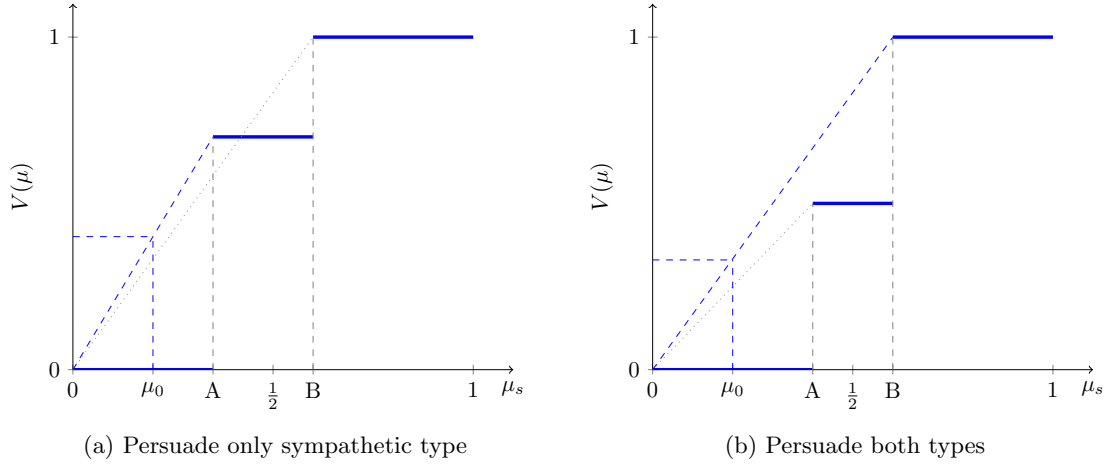 1
V(μ)
0
0
μ₀
A
1/2
B
1
μₛ
(a) Persuade only sympathetic type
1
V(μ)
0
0
μ₀
A
1/2
B
1
μₛ
(b) Persuade both types